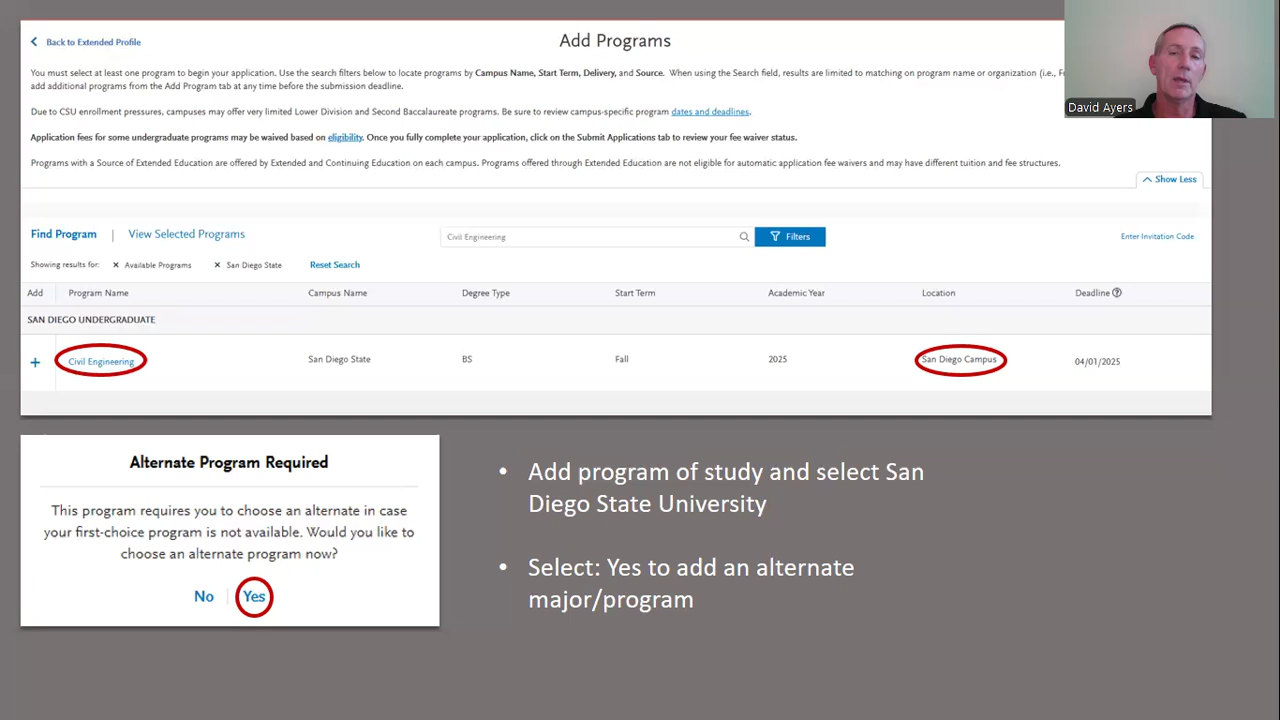 Back to Extended Profile
Add Programs
You must select at least one program to begin your application. Use the search filters below to locate programs by Campus Name, Start Term, Delivery, and Source. When using the Search field, results are limited to matching on program name or organization (i.e.,
add additional programs from the Add Program tab at any time before the submission deadline.
Due to CSU enrollment pressures, campuses may offer very limited Lower Division and Second Baccalaureate programs. Be sure to review campus-specific program dates and deadlines.
Application fees for some undergraduate programs may be waived based on eligibility. Once you fully complete your application, click on the Submit Applications tab to review your fee waiver status.
Programs with a Source of Extended Education are offered by Extended and Continuing Education on each campus. Programs offered through Extended Education are not eligible for automatic application fee waivers and may have different tuition and fee structures.
David Ayers
Show Less
Find Program | View Selected Programs Civil Engineering Filters Enter Invitation Code
Showing results for: × Available Programs × San Diego State Reset Search
Add Program Name Campus Name Degree Type Start Term Academic Year Location Deadline
SAN DIEGO UNDERGRADUATE
+ Civil Engineering San Diego State BS Fall 2025 San Diego Campus 04/01/2025
Alternate Program Required
This program requires you to choose an alternate in case
your first-choice program is not available. Would you like to
choose an alternate program now?
No | Yes
• Add program of study and select San
Diego State University
• Select: Yes to add an alternate
major/program